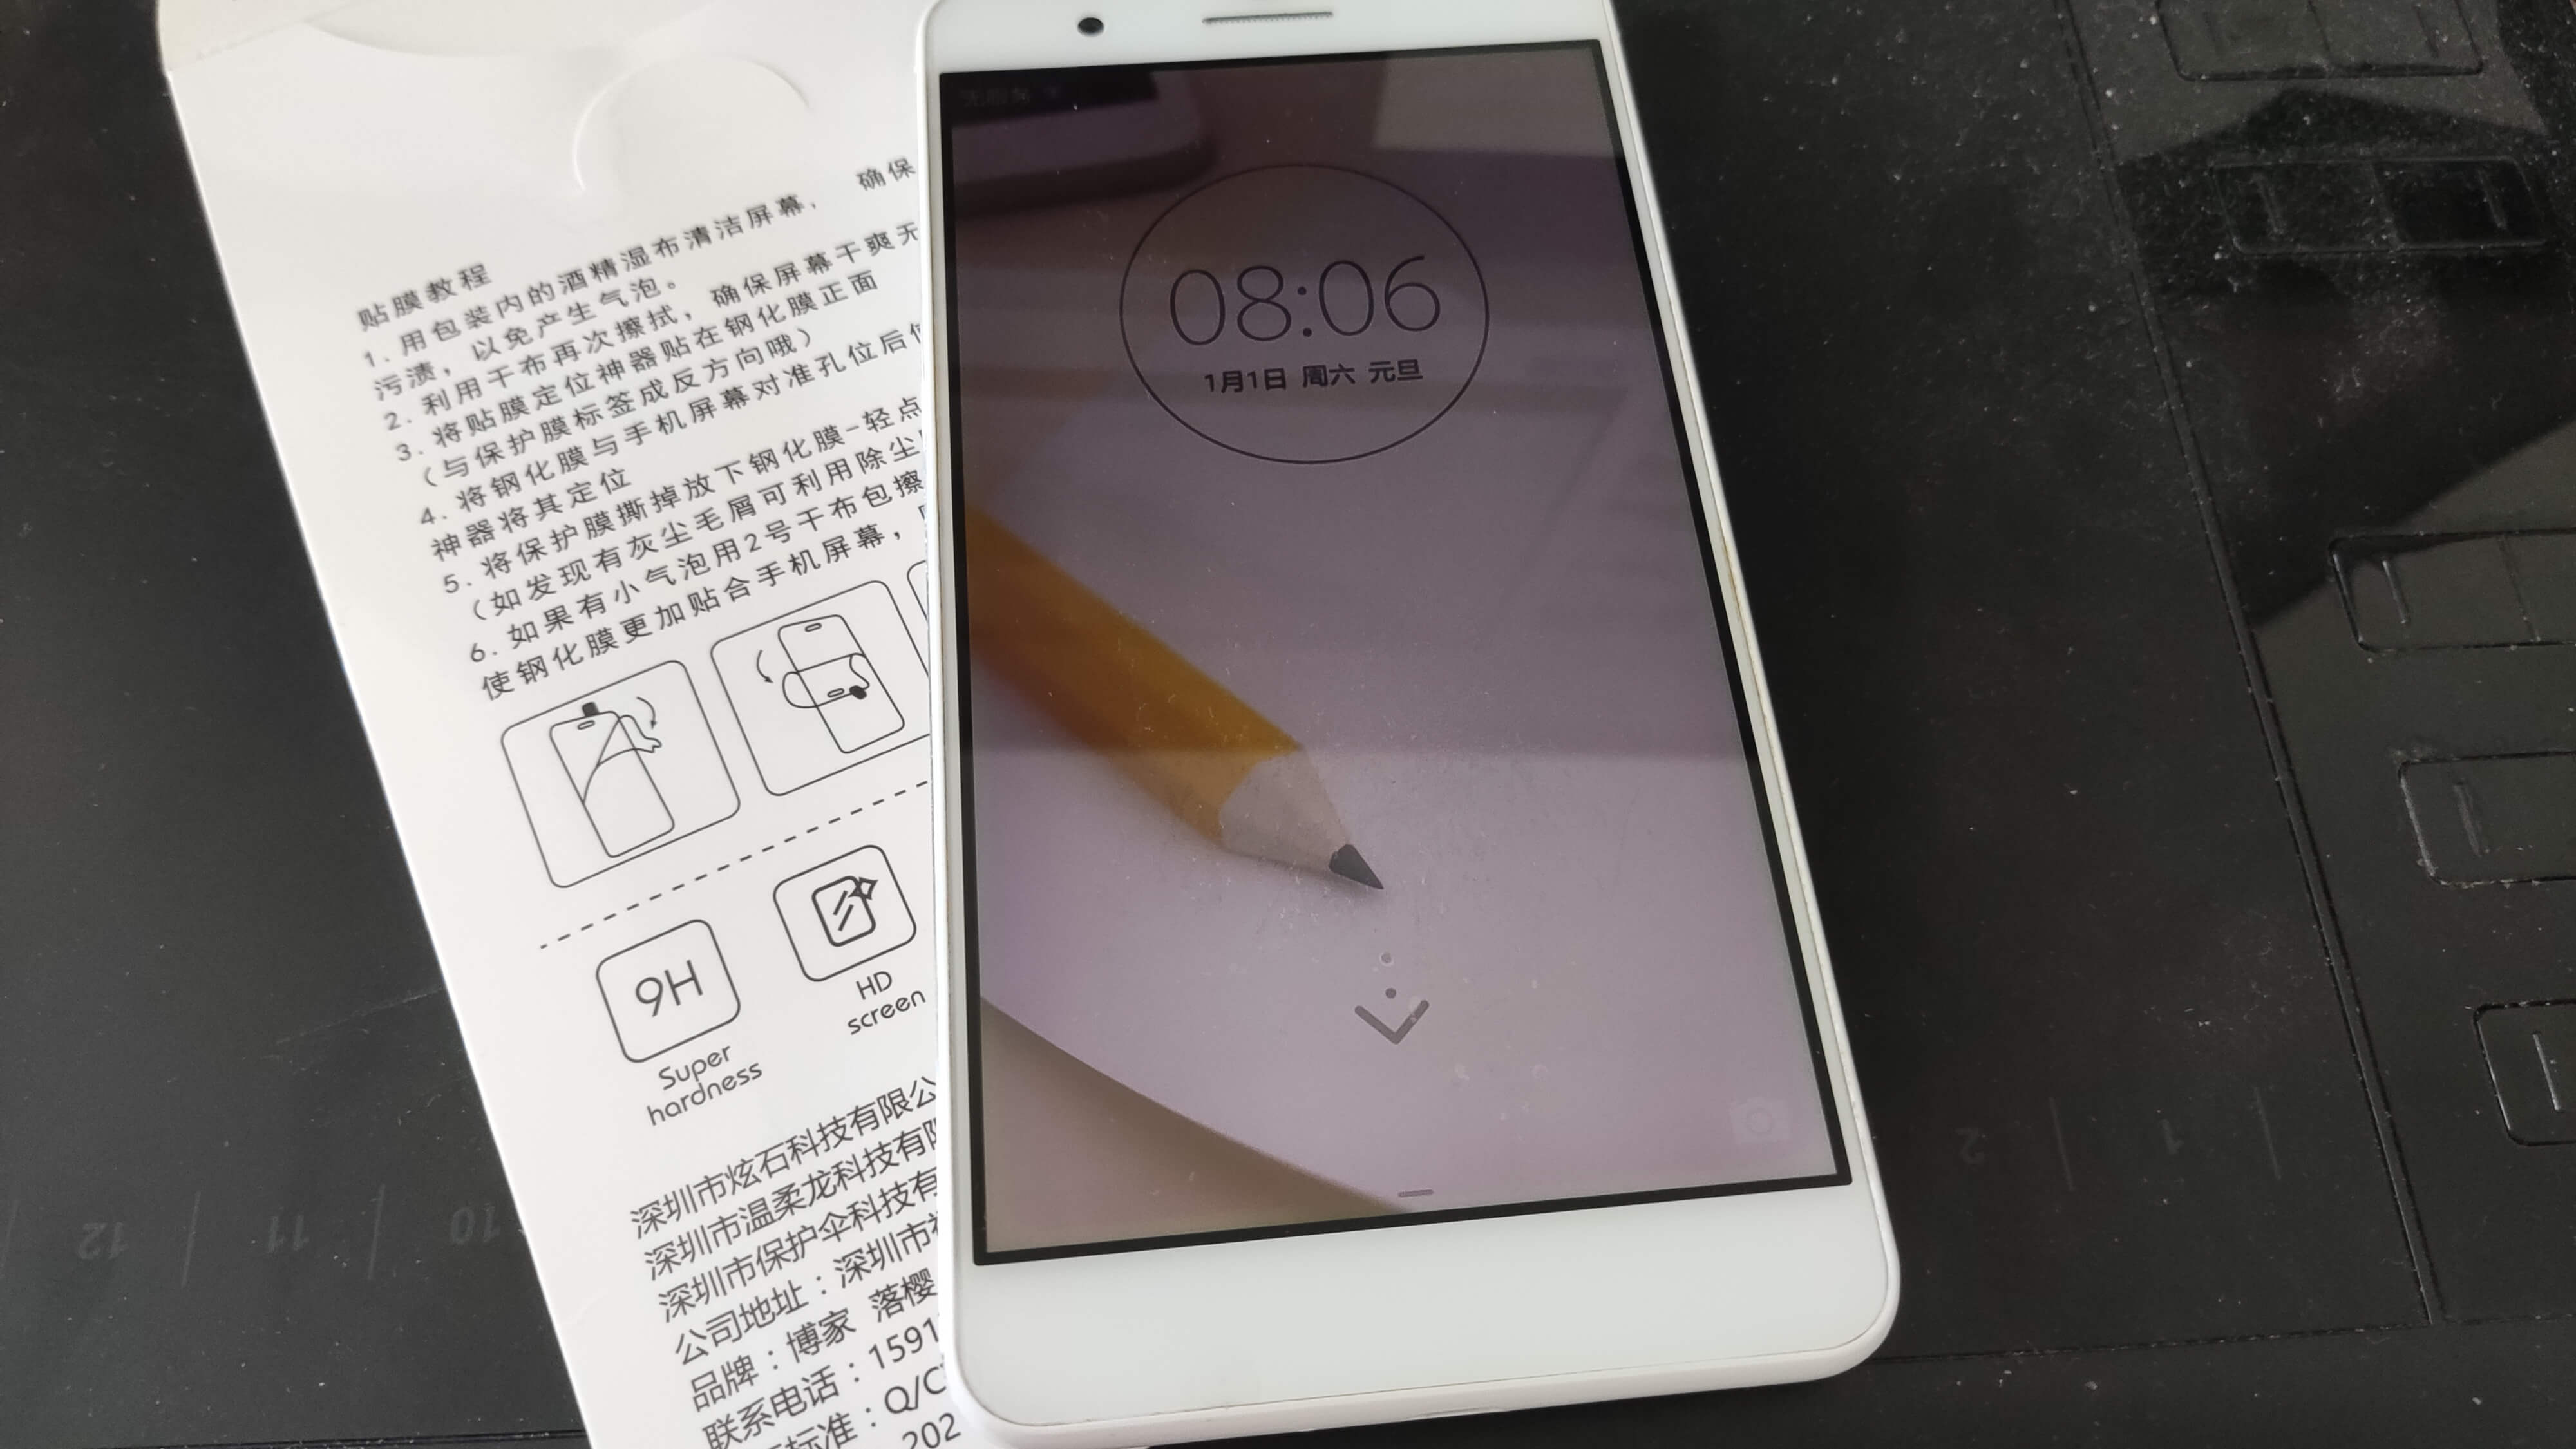 贴膜教程
1. 用包装内的酒精湿布清洁屏幕， 确保
污渍， 以免产生气泡。
2. 利用干布再次擦拭， 确保屏幕干爽无
3. 将贴膜定位神器贴在钢化膜正面
（与保护膜标签成反方向哦）
4. 将钢化膜与手机屏幕对准孔位后
神器将其定位
5. 将保护膜撕掉放下钢化膜-轻点
（如发现有灰尘毛屑可利用除尘
6. 如果有小气泡用2号干布包擦
使钢化膜更加贴合手机屏幕，
9H
Super
hardness
HD
screen
深圳市炫石科技有限公
深圳市温柔龙科技有限
深圳市保护伞科技有
公司地址：深圳市
品牌：博家 落樱
联系电话：1591
标准：Q/C
202
08:06
1月1日 周六 元旦
12
11
10
2
1